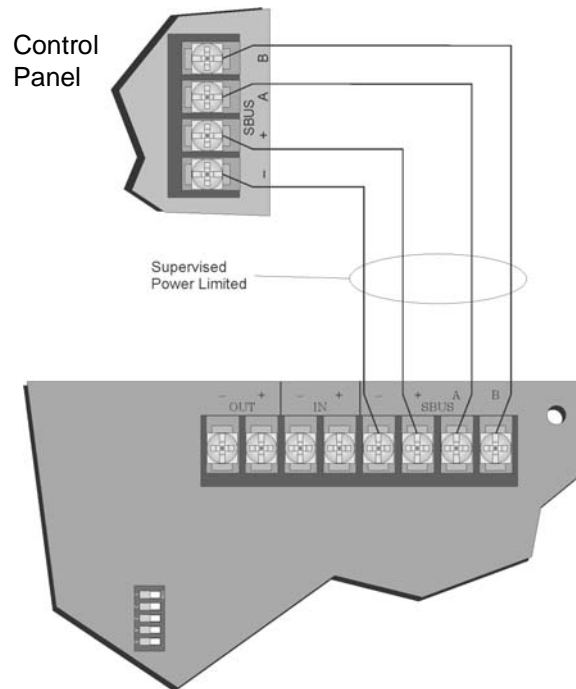 Control
Panel
B
A
SBUS
+
–
Supervised
Power Limited
– + – + – + A B
OUT IN SBUS